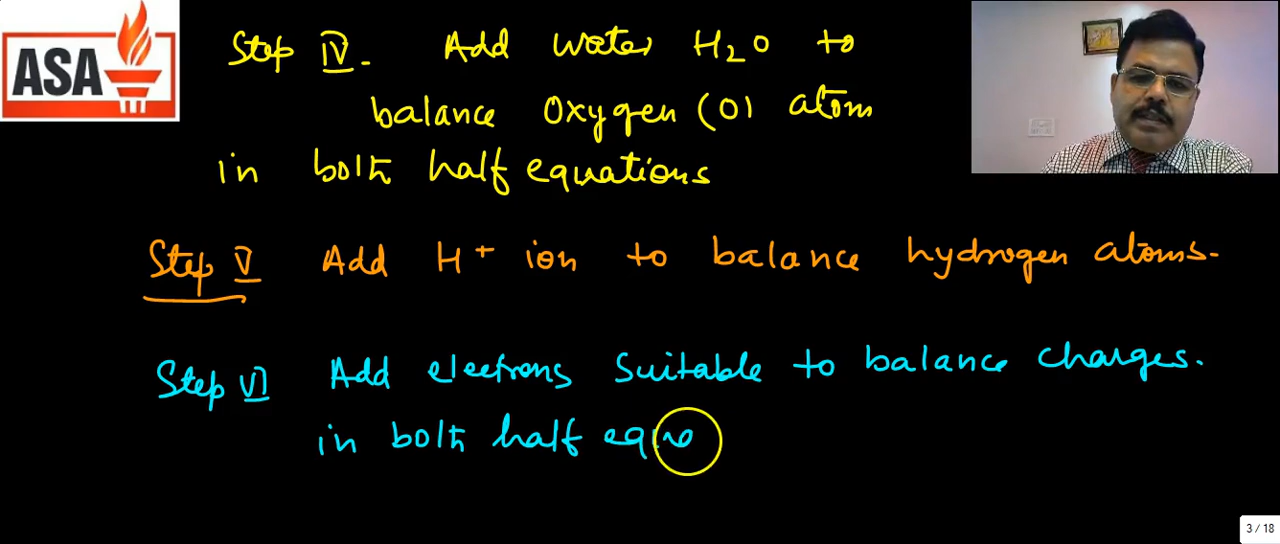 ASA
Step IV. Add water H2O to
balance Oxygen (O) atom
in both half equations
Step V Add H+ ion to balance hydrogen atoms.
Step VI Add electrons Suitable to balance charges.
in both half
3 / 18